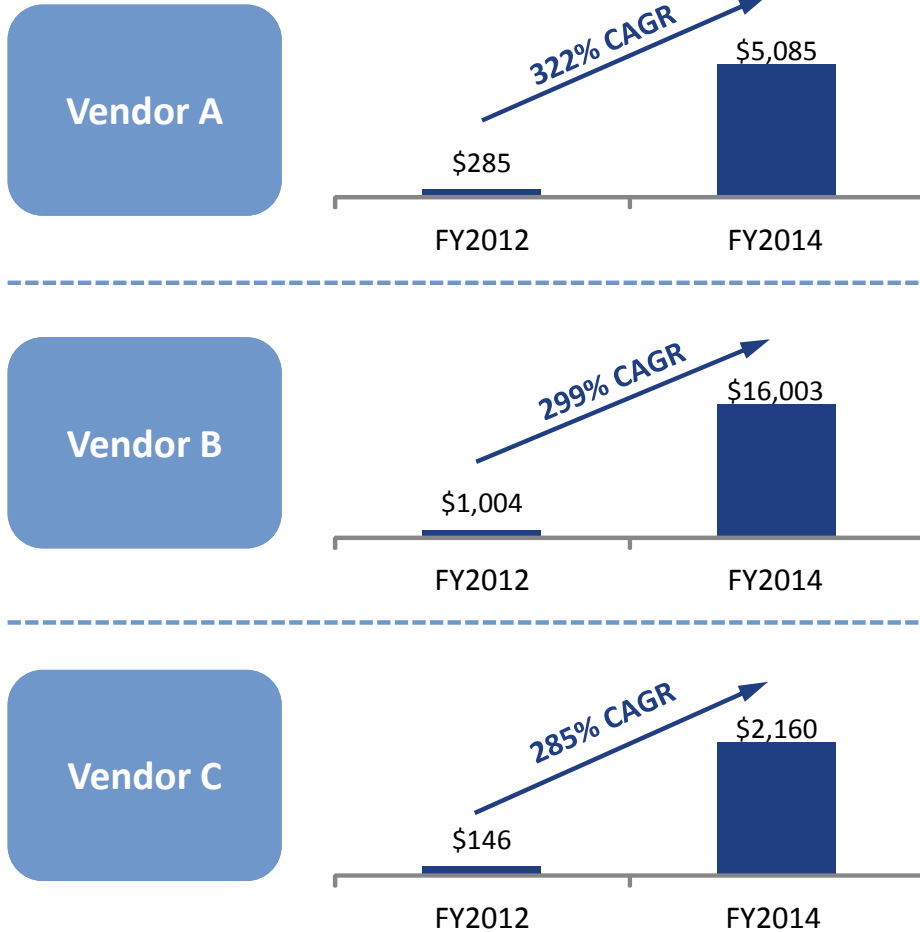 Vendor A
322% CAGR
$5,085
$285
FY2012 FY2014
Vendor B
299% CAGR
$16,003
$1,004
FY2012 FY2014
Vendor C
285% CAGR
$2,160
$146
FY2012 FY2014